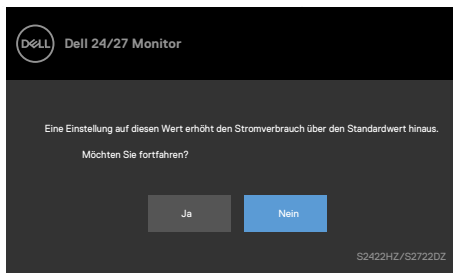 DELL Dell 24/27 Monitor
Eine Einstellung auf diesen Wert erhöht den Stromverbrauch über den Standardwert hinaus.
Möchten Sie fortfahren?
Ja Nein
S2422HZ/S2722DZ